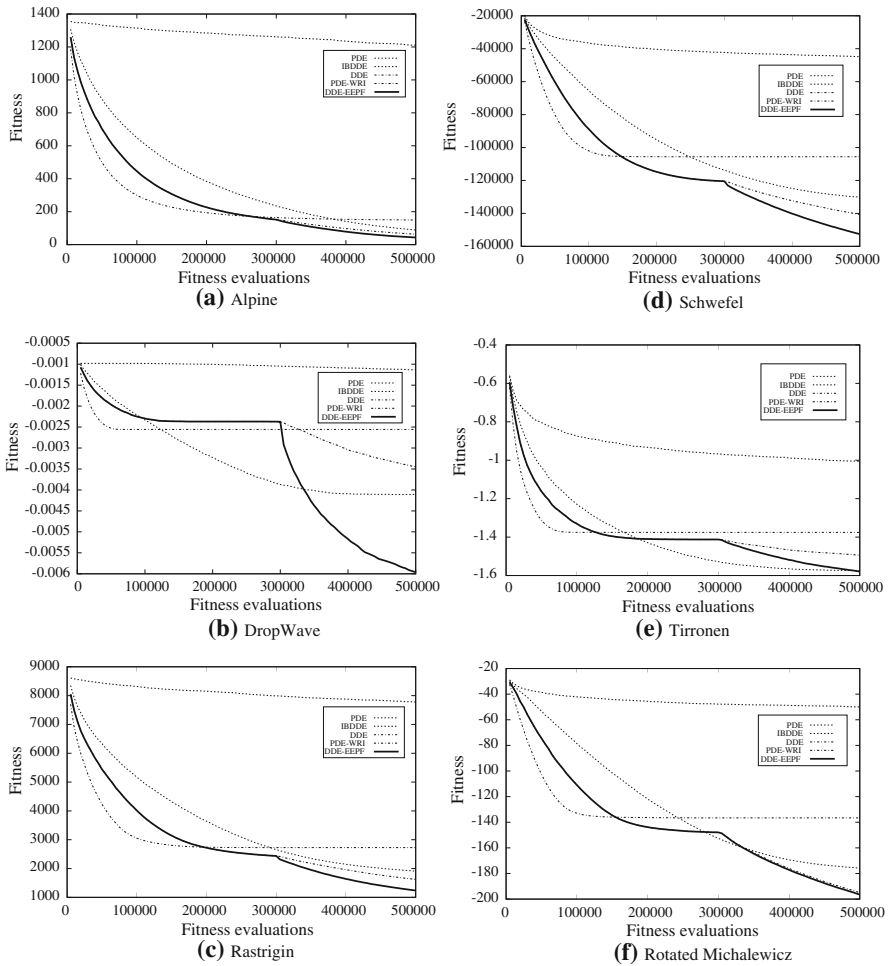 1400
1200
1000
800
600
400
200
0
Fitness
PDE
IBDDE
DDE
PDE-WRI
DDE-EEPF
0 100000 200000 300000 400000 500000
Fitness evaluations
(a) Alpine
-20000
-40000
-60000
-80000
-100000
-120000
-140000
-160000
Fitness
PDE
IBDDE
DDE
PDE-WRI
DDE-EEPF
0 100000 200000 300000 400000 500000
Fitness evaluations
(d) Schwefel
-0.0005
-0.001
-0.0015
-0.002
-0.0025
-0.003
-0.0035
-0.004
-0.0045
-0.005
-0.0055
-0.006
Fitness
PDE
IBDDE
DDE
PDE-WRI
DDE-EEPF
0 100000 200000 300000 400000 500000
Fitness evaluations
(b) DropWave
-0.4
-0.6
-0.8
-1
-1.2
-1.4
-1.6
Fitness
PDE
IBDDE
DDE
PDE-WRI
DDE-EEPF
0 100000 200000 300000 400000 500000
Fitness evaluations
(e) Tirronen
9000
8000
7000
6000
5000
4000
3000
2000
1000
Fitness
PDE
IBDDE
DDE
PDE-WRI
DDE-EEPF
0 100000 200000 300000 400000 500000
Fitness evaluations
(c) Rastrigin
-20
-40
-60
-80
-100
-120
-140
-160
-180
-200
Fitness
PDE
IBDDE
DDE
PDE-WRI
DDE-EEPF
0 100000 200000 300000 400000 500000
Fitness evaluations
(f) Rotated Michalewicz